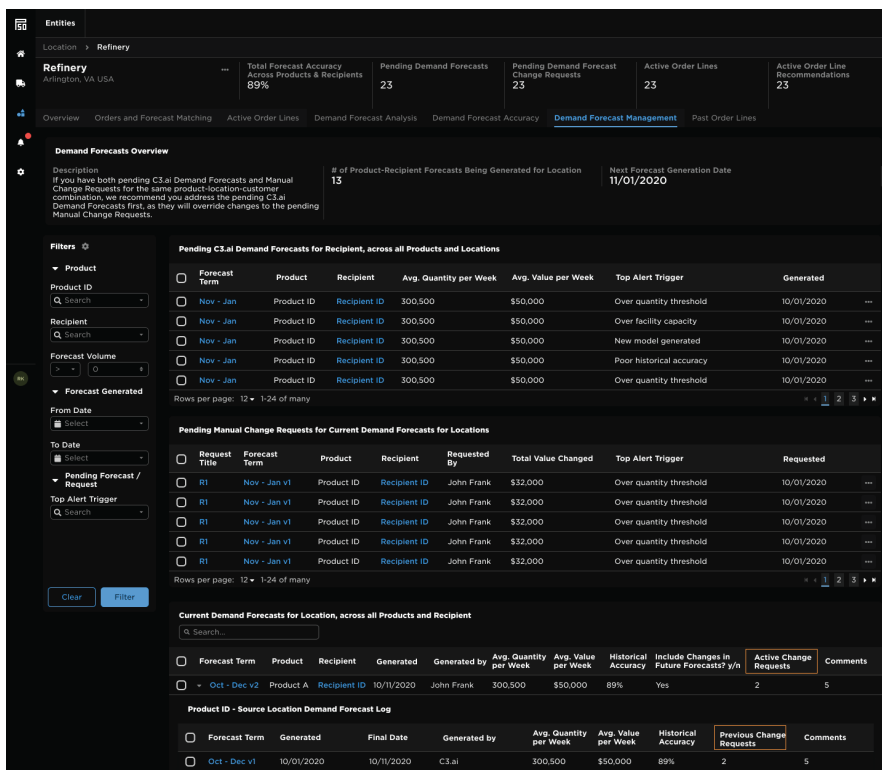 Entities
Location > Refinery
Refinery
Arlington, VA USA
...
Total Forecast Accuracy
Across Products & Recipients
89%
Pending Demand Forecasts
23
Pending Demand Forecast
Change Requests
23
Active Order Lines
23
Active Order Line
Recommendations
23
Overview Orders and Forecast Matching Active Order Lines Demand Forecast Analysis Demand Forecast Accuracy Demand Forecast Management Past Order Lines
Demand Forecasts Overview
Description
If you have both pending C3.ai Demand Forecasts and Manual
Change Requests for the same product-location-customer
combination, we recommend you address the pending C3.ai
Demand Forecasts first, as they will override changes to the pending
Manual Change Requests.
# of Product-Recipient Forecasts Being Generated for Location
13
Next Forecast Generation Date
11/01/2020
Filters
Product
Product ID
Search
Recipient
Search
Forecast Volume
> 0
Forecast Generated
From Date
Select
To Date
Select
Pending Forecast /
Request
Top Alert Trigger
Search
Clear Filter
RK
Pending C3.ai Demand Forecasts for Recipient, across all Products and Locations
Forecast
Term
Product Recipient Avg. Quantity per Week Avg. Value per Week Top Alert Trigger Generated
Nov - Jan Product ID Recipient ID 300,500 $50,000 Over quantity threshold 10/01/2020 ...
Nov - Jan Product ID Recipient ID 300,500 $50,000 Over facility capacity 10/01/2020 ...
Nov - Jan Product ID Recipient ID 300,500 $50,000 New model generated 10/01/2020 ...
Nov - Jan Product ID Recipient ID 300,500 $50,000 Poor historical accuracy 10/01/2020 ...
Nov - Jan Product ID Recipient ID 300,500 $50,000 Over quantity threshold 10/01/2020 ...
Rows per page: 12 1-24 of many 1 2 3
Pending Manual Change Requests for Current Demand Forecasts for Locations
Request
Title
Forecast
Term
Product Recipient
Requested
By
Total Value Changed Top Alert Trigger Requested
R1 Nov - Jan v1 Product ID Recipient ID John Frank $32,000 Over quantity threshold 10/01/2020 ...
R1 Nov - Jan v1 Product ID Recipient ID John Frank $32,000 Over quantity threshold 10/01/2020 ...
R1 Nov - Jan v1 Product ID Recipient ID John Frank $32,000 Over quantity threshold 10/01/2020 ...
R1 Nov - Jan v1 Product ID Recipient ID John Frank $32,000 Over quantity threshold 10/01/2020 ...
R1 Nov - Jan v1 Product ID Recipient ID John Frank $32,000 Over quantity threshold 10/01/2020 ...
Rows per page: 12 1-24 of many 1 2 3
Current Demand Forecasts for Location, across all Products and Recipient
Search...
Forecast Term Product Recipient Generated Generated by
Avg. Quantity
per Week
Avg. Value
per Week
Historical
Accuracy
Include Changes in
Future Forecasts? y/n
Active Change
Requests
Comments
Oct - Dec v2 Product A Recipient ID 10/11/2020 John Frank 300,500 $50,000 89% Yes 2 5
Product ID - Source Location Demand Forecast Log
Forecast Term Generated Final Date Generated by
Avg. Quantity
per Week
Avg. Value
per Week
Historical
Accuracy
Previous Change
Requests
Comments
Oct - Dec v1 10/01/2020 10/11/2020 C3.ai 300,500 $50,000 89% 2 5